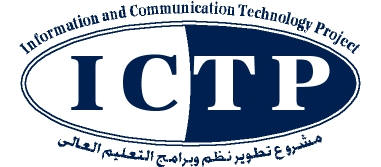 Information and Communication Technology Project
ICTP
مشروع تطوير نظم وبرامج التعليم العالى